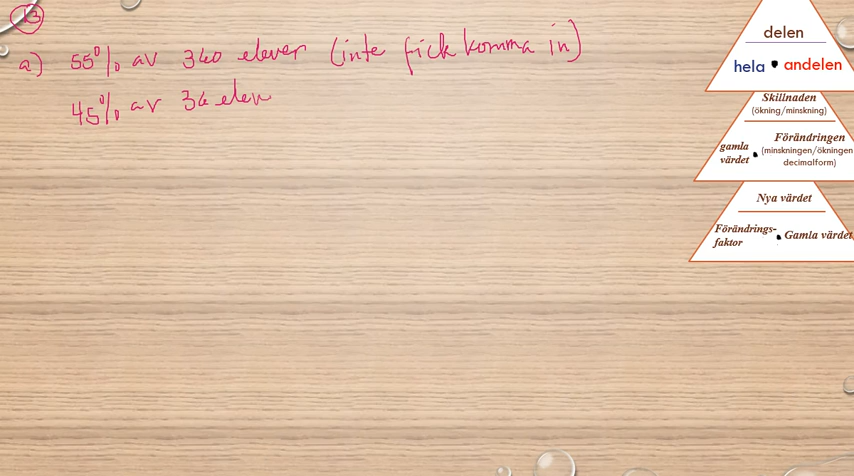 13
a) 55% av 360 elever (inte fick komma in)
45% av 36 elev
delen
hela • andelen
Skillnaden
(ökning/minskning)
Förändringen
gamla värdet • (minskningen/ökningen
decimalform)
Nya värdet
Förändrings-
faktor • Gamla värdet